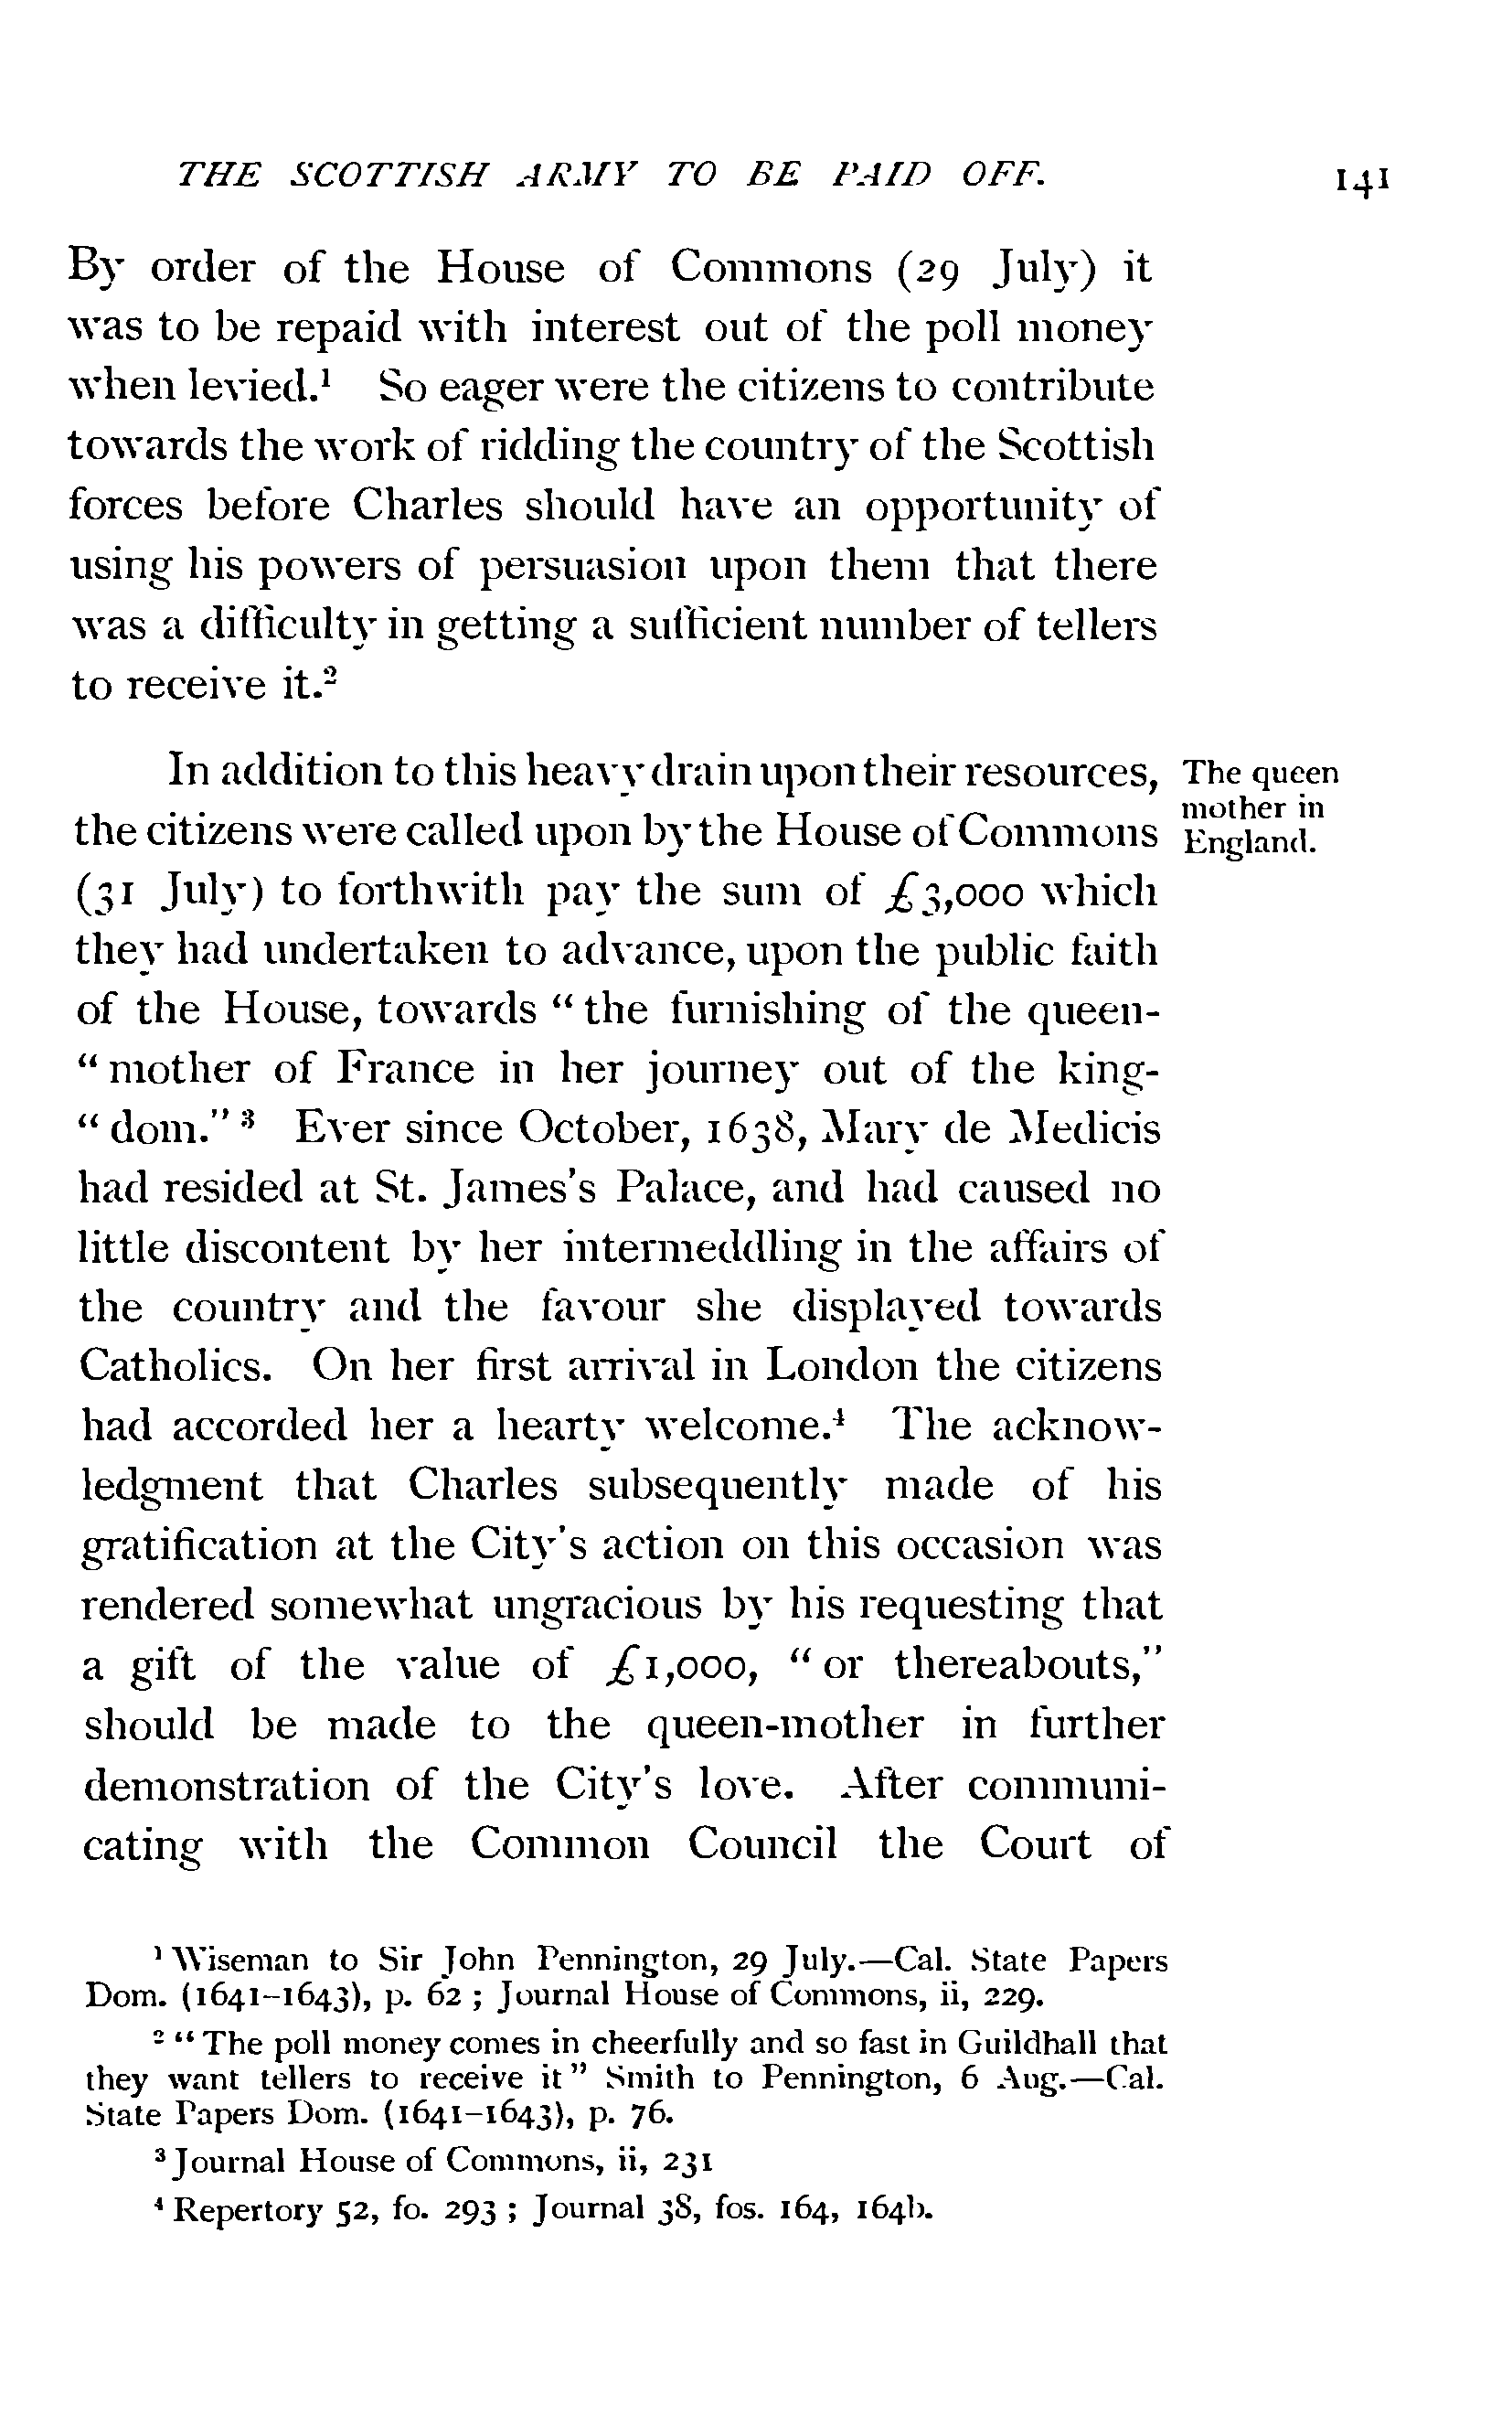 THE SCOTTISH ARMY TO BE PAID OFF. 141
By order of the House of Commons (29 July) it
was to be repaid with interest out of the poll money
when levied.¹ So eager were the citizens to contribute
towards the work of ridding the country of the Scottish
forces before Charles should have an opportunity of
using his powers of persuasion upon them that there
was a difficulty in getting a sufficient number of tellers
to receive it.²
In addition to this heavy drain upon their resources,
the citizens were called upon by the House of Commons
(31 July) to forthwith pay the sum of £3,000 which
they had undertaken to advance, upon the public faith
of the House, towards “the furnishing of the queen-
“mother of France in her journey out of the king-
“dom.”³ Ever since October, 1638, Mary de Medicis
had resided at St. James's Palace, and had caused no
little discontent by her intermeddling in the affairs of
the country and the favour she displayed towards
Catholics. On her first arrival in London the citizens
had accorded her a hearty welcome.⁴ The acknow-
ledgment that Charles subsequently made of his
gratification at the City's action on this occasion was
rendered somewhat ungracious by his requesting that
a gift of the value of £1,000, “or thereabouts,”
should be made to the queen-mother in further
demonstration of the City's love. After communi-
cating with the Common Council the Court of
The queen
mother in
England.
¹ Wiseman to Sir John Pennington, 29 July.—Cal. State Papers
Dom. (1641–1643), p. 62 ; Journal House of Commons, ii, 229.
² “The poll money comes in cheerfully and so fast in Guildhall that
they want tellers to receive it” Smith to Pennington, 6 Aug.—Cal.
State Papers Dom. (1641–1643), p. 76.
³ Journal House of Commons, ii, 231
⁴ Repertory 52, fo. 293 ; Journal 38, fos. 164, 164b.